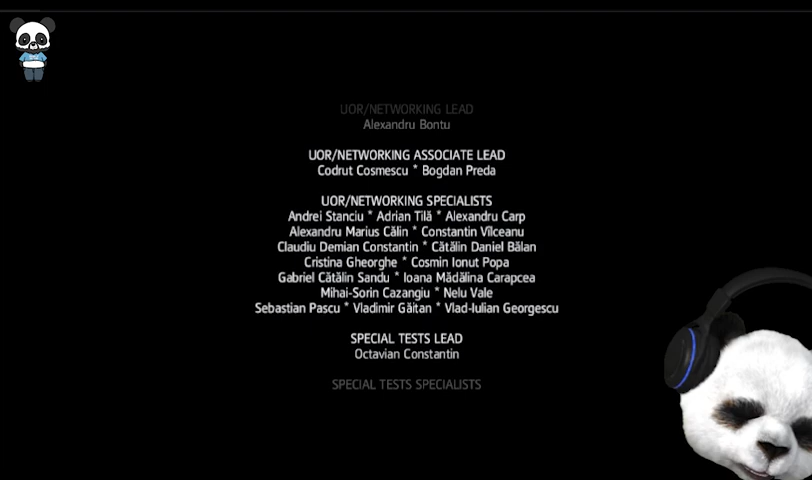 UOR/NETWORKING LEAD
Alexandru Bontu
UOR/NETWORKING ASSOCIATE LEAD
Codrut Cosmescu * Bogdan Preda
UOR/NETWORKING SPECIALISTS
Andrei Stanciu * Adrian Tilă * Alexandru Carp
Alexandru Marius Călin * Constantin Vîlceanu
Claudiu Demian Constantin * Cătălin Daniel Bălan
Cristina Gheorghe * Cosmin Ionut Popa
Gabriel Cătălin Sandu * Ioana Mădălina Carapcea
Mihai-Sorin Cazangiu * Nelu Vale
Sebastian Pascu * Vladimir Găitan * Vlad-Iulian Georgescu
SPECIAL TESTS LEAD
Octavian Constantin
SPECIAL TESTS SPECIALISTS